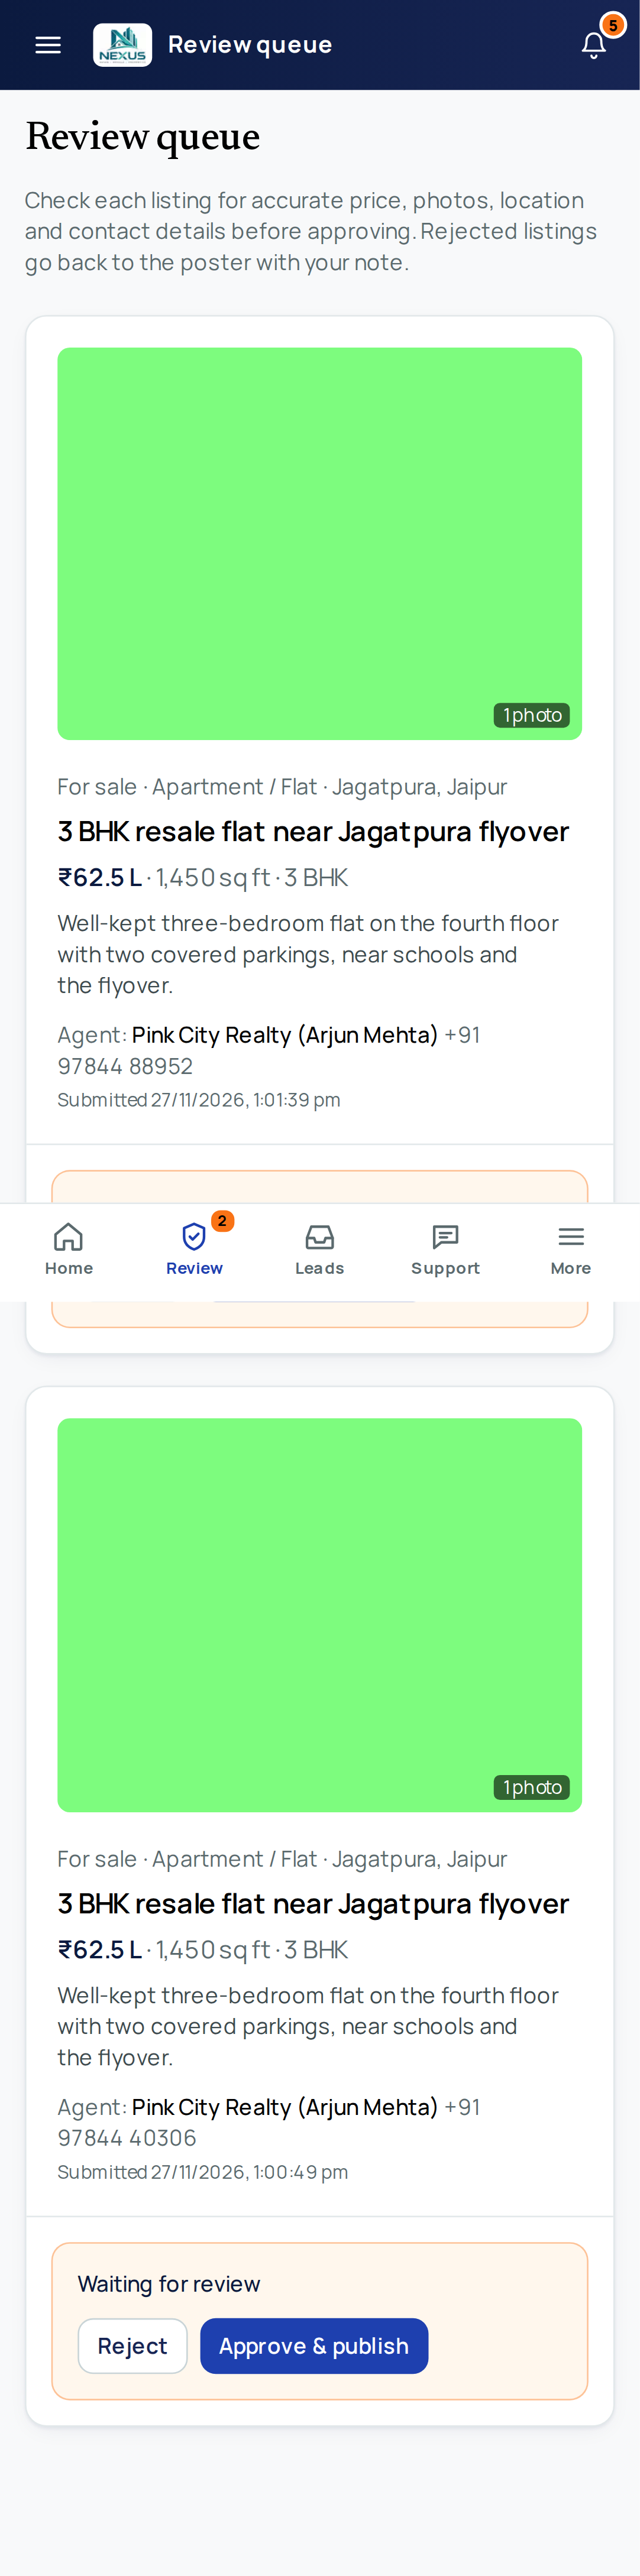 NEXUS
Review queue
5
Review queue
Check each listing for accurate price, photos, location
and contact details before approving. Rejected listings
go back to the poster with your note.
1 photo
For sale · Apartment / Flat · Jagatpura, Jaipur
3 BHK resale flat near Jagatpura flyover
₹62.5 L · 1,450 sq ft · 3 BHK
Well-kept three-bedroom flat on the fourth floor
with two covered parkings, near schools and
the flyover.
Agent: Pink City Realty (Arjun Mehta) +91
97844 88952
Submitted 27/11/2026, 1:01:39 pm
2
Home
Review
Leads
Support
More
1 photo
For sale · Apartment / Flat · Jagatpura, Jaipur
3 BHK resale flat near Jagatpura flyover
₹62.5 L · 1,450 sq ft · 3 BHK
Well-kept three-bedroom flat on the fourth floor
with two covered parkings, near schools and
the flyover.
Agent: Pink City Realty (Arjun Mehta) +91
97844 40306
Submitted 27/11/2026, 1:00:49 pm
Waiting for review
Reject
Approve & publish